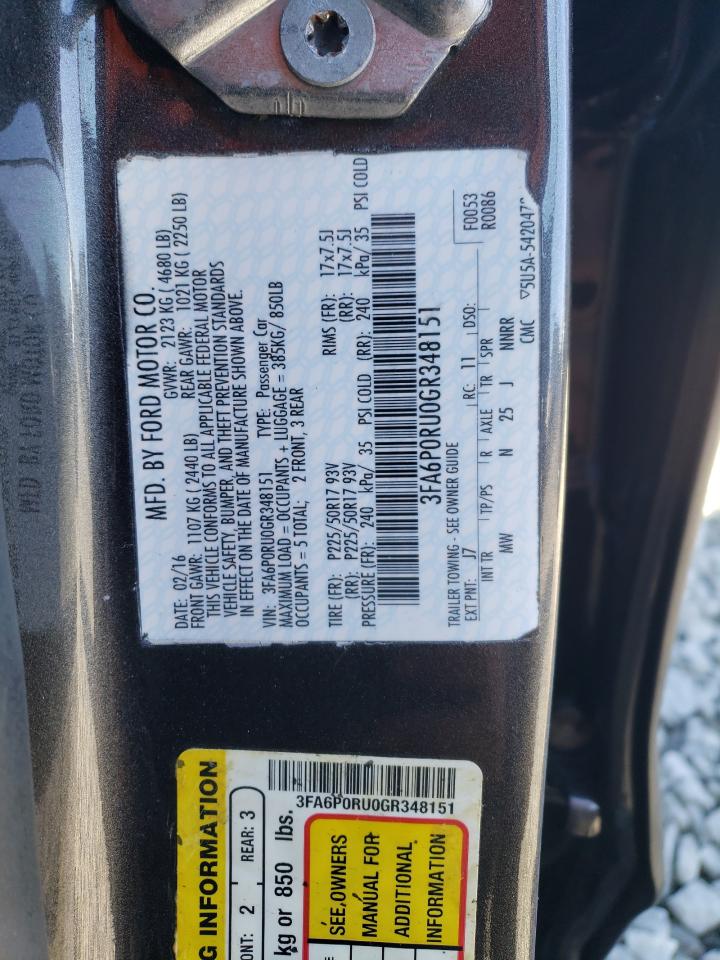 MFD. BY FORD MOTOR CO.
DATE: 02/16 GVWR: 2123 KG ( 4680 LB)
FRONT GAWR: 1107 KG (2440 LB) REAR GAWR: 1021 KG ( 2250 LB)
THIS VEHICLE CONFORMS TO ALL APPLICABLE FEDERAL MOTOR
VEHICLE SAFETY, BUMPER, AND THEFT PREVENTION STANDARDS
IN EFFECT ON THE DATE OF MANUFACTURE SHOWN ABOVE.
VIN: 3FA6P0RU0GR348151 TYPE: Passenger Car
MAXIMUM LOAD = OCCUPANTS + LUGGAGE = 385KG/ 850LB
OCCUPANTS = 5 TOTAL; 2 FRONT, 3 REAR
TIRE (FR): P225/50R17 93V RIMS (FR): 17x7.5J
(RR): P225/50R17 93V (RR): 17x7.5J
PRESSURE (FR): 240 kPa/ 35 PSI COLD (RR): 240 kPa/ 35 PSI COLD
3FA6P0RU0GR348151
TRAILER TOWING - SEE OWNER GUIDE F0053
EXT PNT: J7 RC: 11 DSO: R0086
INT TR TP/PS R AXLE TR SPR
MW N 25 J NNRR
CMC ▽5U5A-542047
3FA6P0RU0GR348151
INFORMATION
2 REAR: 3
kg or 850 lbs.
SEE OWNERS
MANUAL FOR
ADDITIONAL
INFORMATION